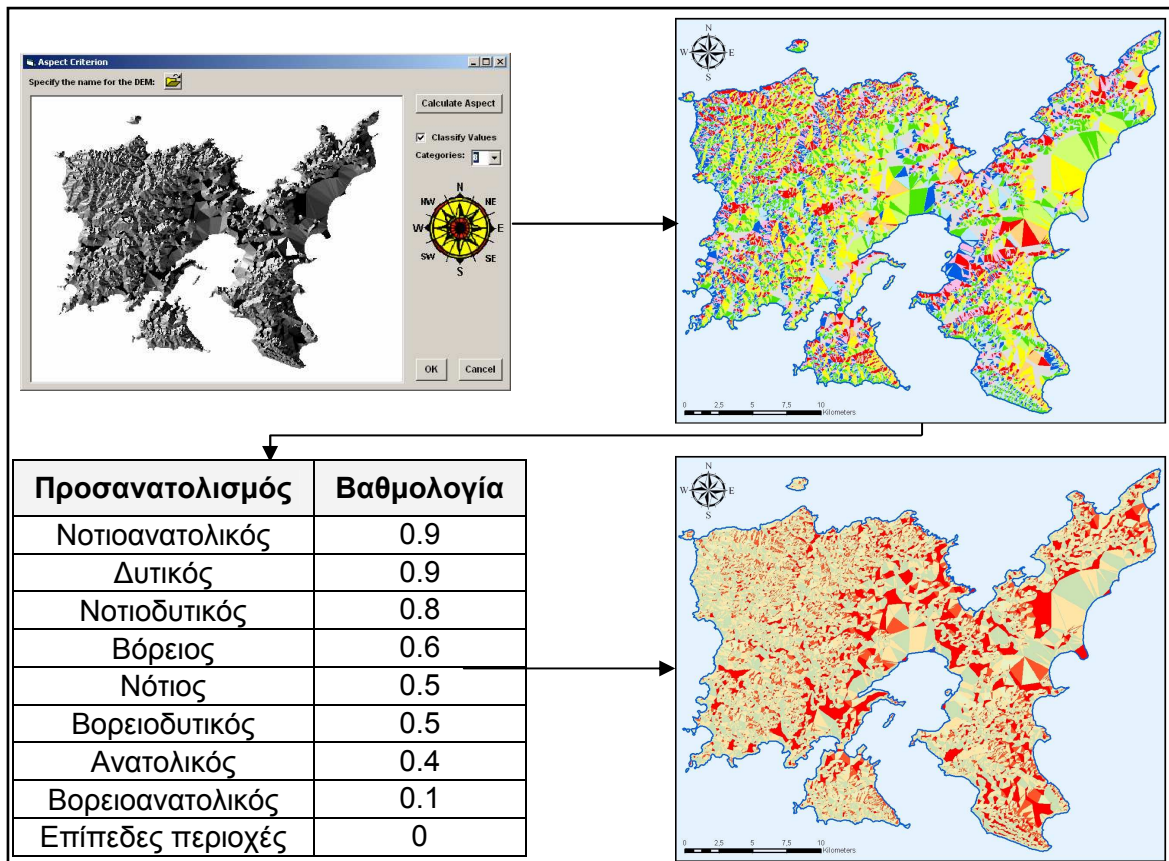 Aspect Criterion
Specify the name for the DEM:
Calculate Aspect
Classify Values
Categories:
N
NW NE
W E
SW SE
S
OK Cancel
N
W E
S
0 2,5 5 7,5 10
Kilometers
Προσανατολισμός Βαθμολογία
Νοτιοανατολικός 0.9
Δυτικός 0.9
Νοτιοδυτικός 0.8
Βόρειος 0.6
Νότιος 0.5
Βορειοδυτικός 0.5
Ανατολικός 0.4
Βορειοανατολικός 0.1
Επίπεδες περιοχές 0
N
W E
S
0 2,5 5 7,5 10
Kilometers